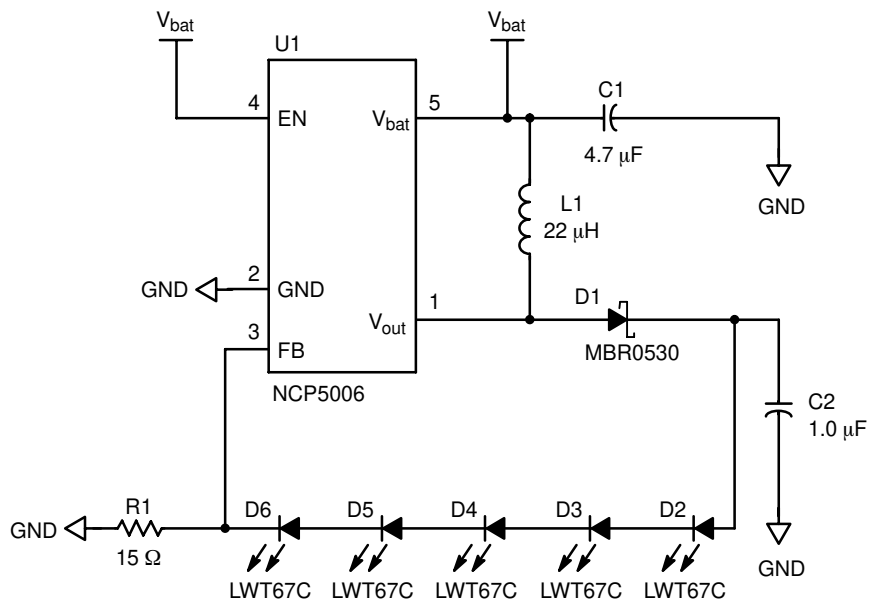 Vbat
U1
Vbat
C1
4
5
EN
Vbat
4.7 μF
GND
L1
22 μH
2
GND
GND
1
D1
3
Vout
FB
MBR0530
NCP5006
C2
1.0 μF
R1
D6
D5
D4
D3
D2
GND
15 Ω
GND
LWT67C
LWT67C
LWT67C
LWT67C
LWT67C